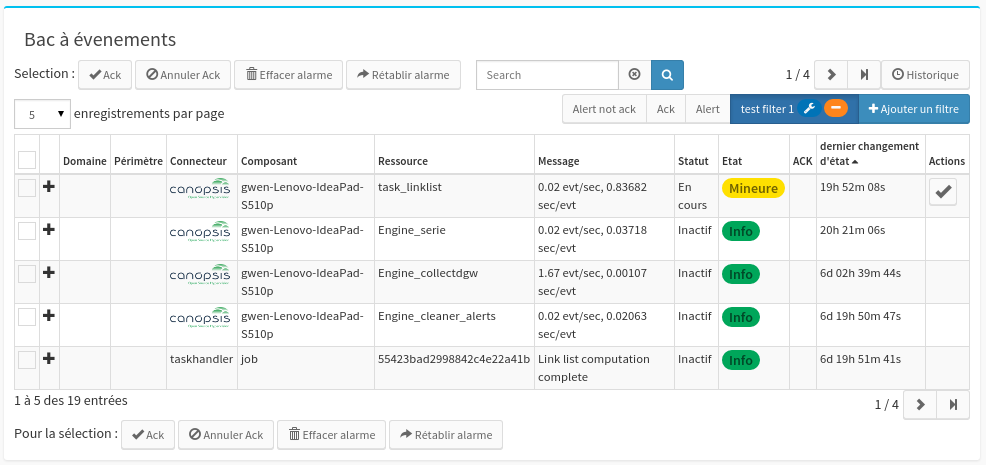 Bac à évenements
Selection : Ack Annuler Ack Effacer alarme Rétablir alarme Search 1 / 4 Historique
5 enregistrements par page Alert not ack Ack Alert test filter 1 Ajouter un filtre
Domaine Périmètre Connecteur Composant Ressource Message Statut Etat ACK dernier changement d'état Actions
canopsis gwen-Lenovo-IdeaPad- task_linklist 0.02 evt/sec, 0.83682 En Mineure 19h 52m 08s
S510p sec/evt cours
canopsis gwen-Lenovo-IdeaPad- Engine_serie 0.02 evt/sec, 0.03718 Inactif Info 20h 21m 06s
S510p sec/evt
canopsis gwen-Lenovo-IdeaPad- Engine_collectdgw 1.67 evt/sec, 0.00107 Inactif Info 6d 02h 39m 44s
S510p sec/evt
canopsis gwen-Lenovo-IdeaPad- Engine_cleaner_alerts 0.02 evt/sec, 0.02063 Inactif Info 6d 19h 50m 47s
S510p sec/evt
taskhandler job 55423bad2998842c4e22a41b Link list computation Inactif Info 6d 19h 51m 41s
complete
1 à 5 des 19 entrées 1 / 4
Pour la sélection : Ack Annuler Ack Effacer alarme Rétablir alarme